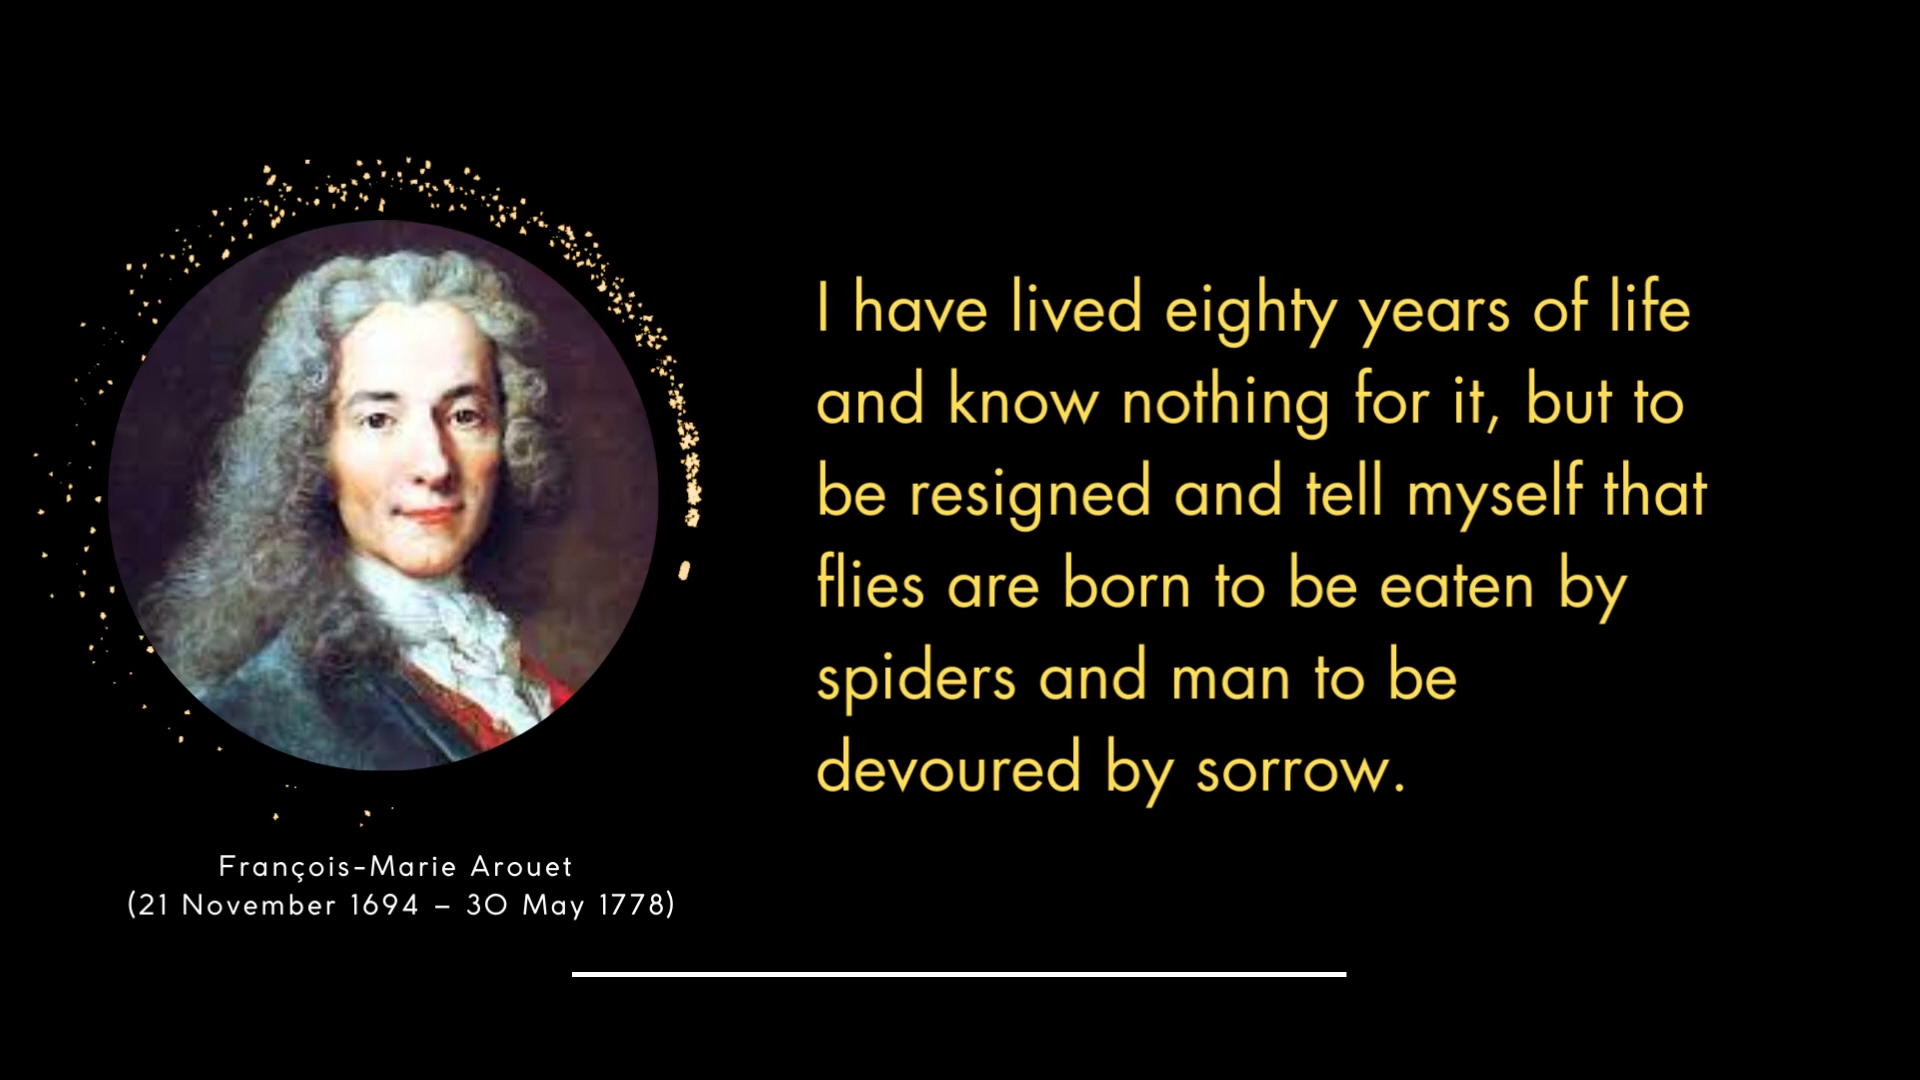 I have lived eighty years of life
and know nothing for it, but to
be resigned and tell myself that
flies are born to be eaten by
spiders and man to be
devoured by sorrow.
François-Marie Arouet
(21 November 1694 – 30 May 1778)